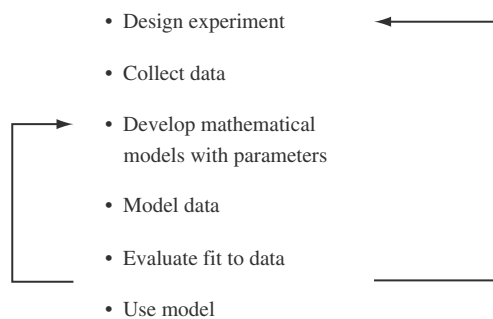 • Design experiment
• Collect data
• Develop mathematical
models with parameters
• Model data
• Evaluate fit to data
• Use model